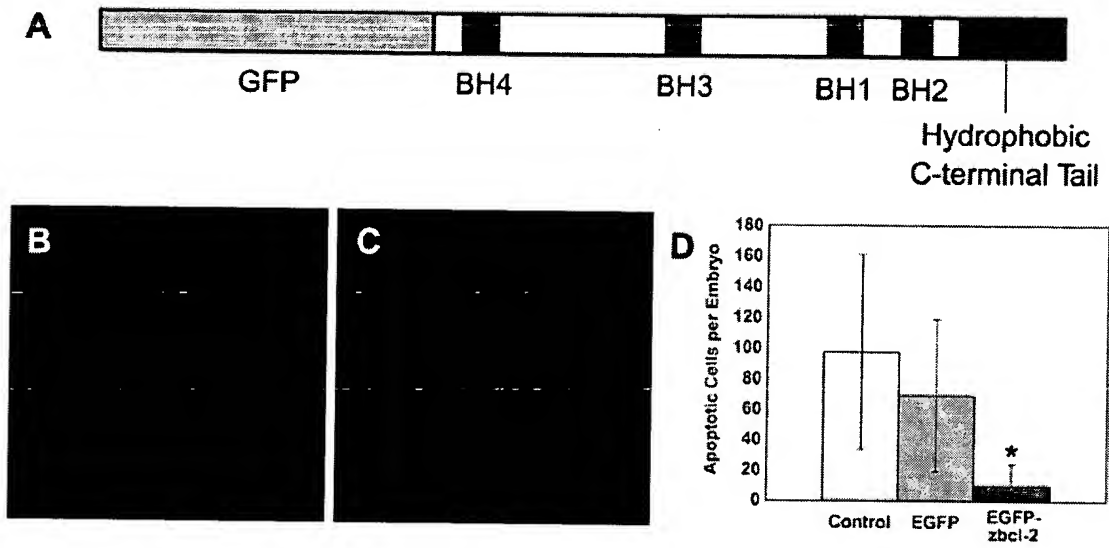 A
GFP
BH4
BH3
BH1
BH2
Hydrophobic
C-terminal Tail
B
C
D
Apoptotic Cells per Embryo
180
160
140
120
100
80
60
40
20
0
*
Control
EGFP
EGFP-
zbcl-2